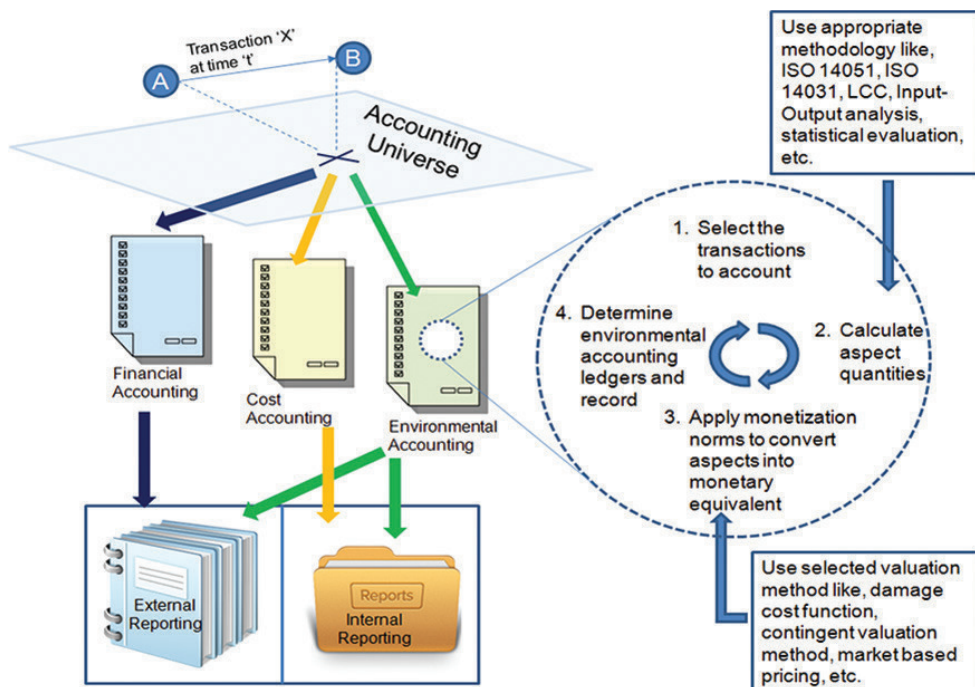 Transaction ‘X’
at time ‘t’
A
B
Accounting
Universe
Financial
Accounting
Cost
Accounting
Environmental
Accounting
External
Reporting
Reports
Internal
Reporting
Use appropriate
methodology like,
ISO 14051, ISO
14031, LCC, Input-
Output analysis,
statistical evaluation,
etc.
1. Select the
transactions
to account
2. Calculate
aspect
quantities
3. Apply monetization
norms to convert
aspects into
monetary
equivalent
4. Determine
environmental
accounting
ledgers and
record
Use selected valuation
method like, damage
cost function,
contingent valuation
method, market based
pricing, etc.